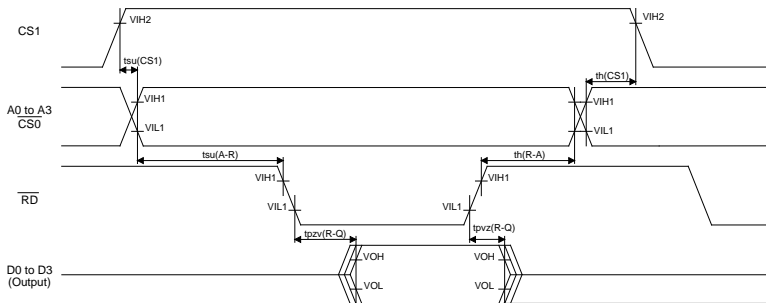 VIH2
VIH2
CS1
tsu(CS1)
th(CS1)
A0 to A3
CS0
VIH1
VIH1
VIL1
VIL1
tsu(A-R)
th(R-A)
RD
VIH1
VIH1
VIL1
VIL1
tpzv(R-Q)
tpvz(R-Q)
D0 to D3
(Output)
VOH
VOH
VOL
VOL